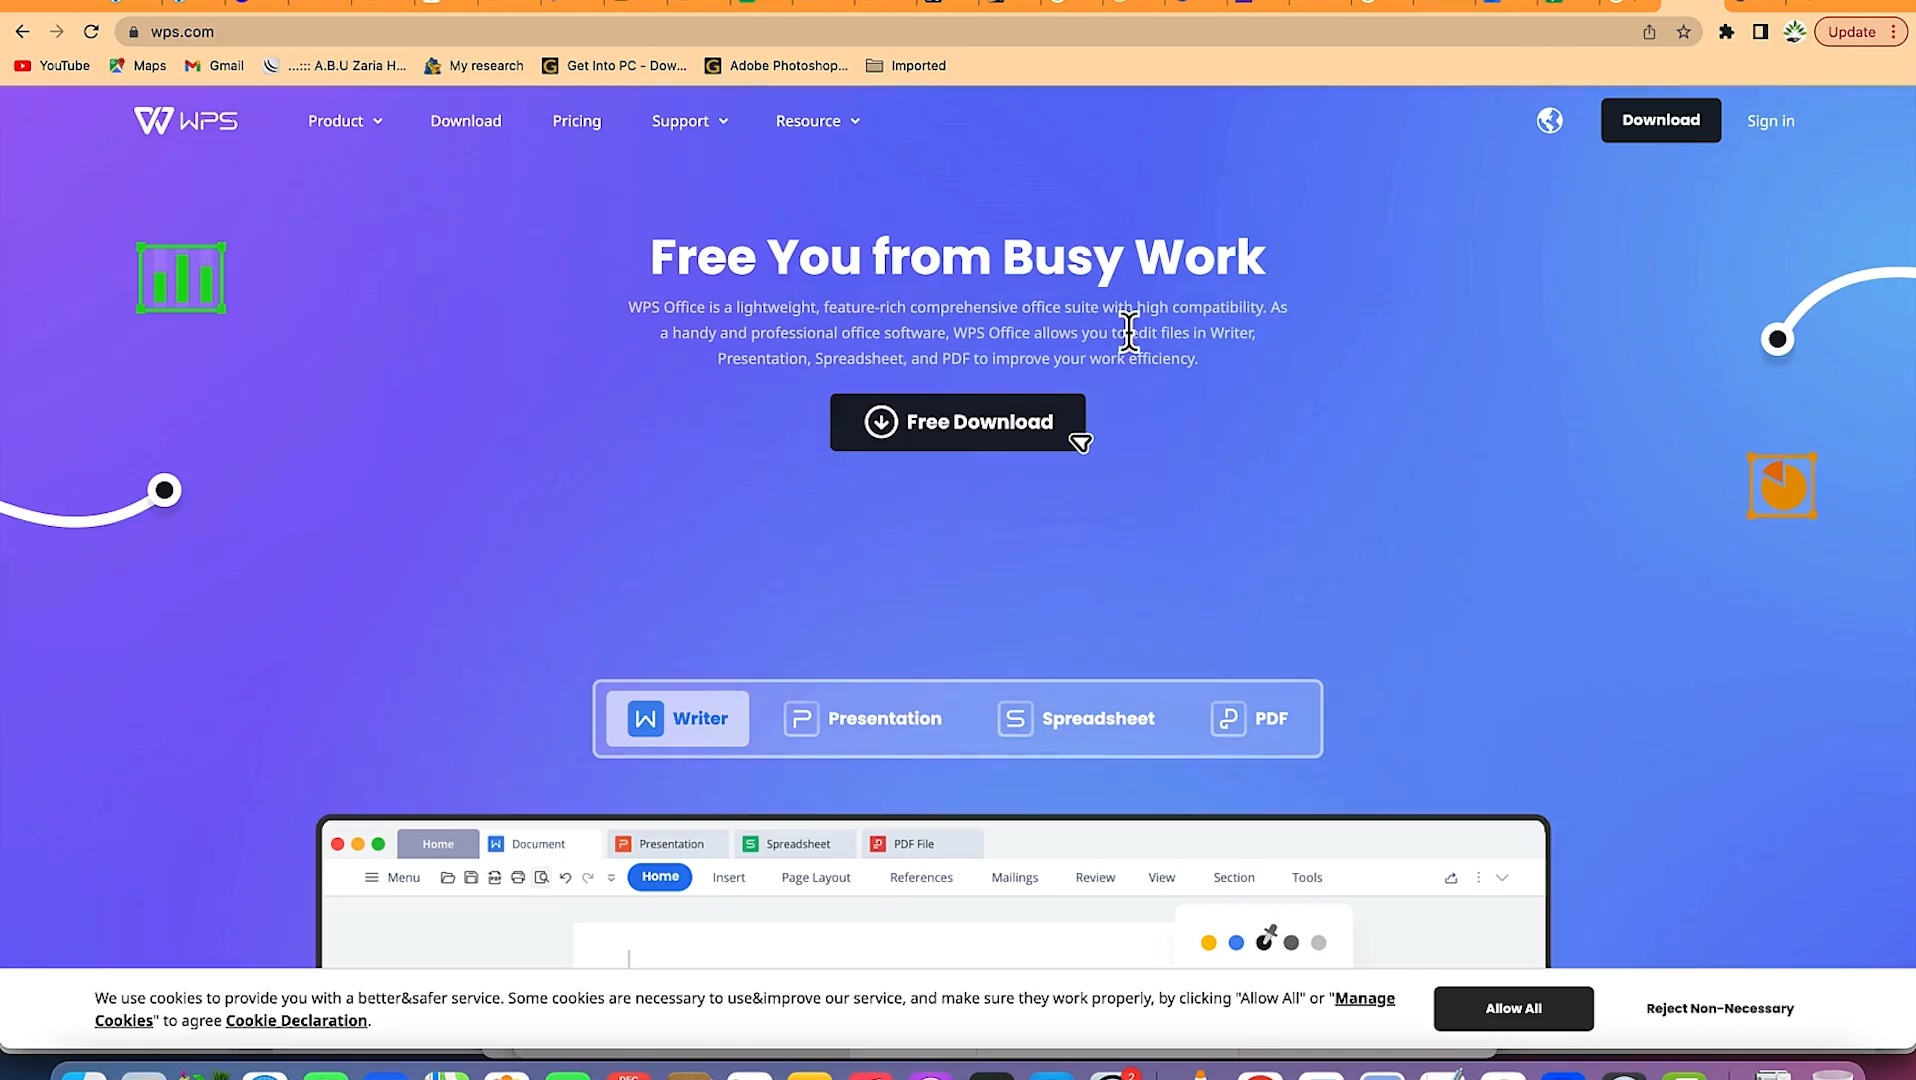 wps.com
Update
YouTube
Maps
Gmail
...::: A.B.U Zaria H...
My research
Get Into PC - Dow...
Adobe Photoshop...
Imported
WPS
Product
Download
Pricing
Support
Resource
Download
Sign in
Free You from Busy Work
WPS Office is a lightweight, feature-rich comprehensive office suite with high compatibility. As
a handy and professional office software, WPS Office allows you to edit files in Writer,
Presentation, Spreadsheet, and PDF to improve your work efficiency.
Free Download
Writer
Presentation
Spreadsheet
PDF
Home
Document
Presentation
Spreadsheet
PDF File
Menu
Home
Insert
Page Layout
References
Mailings
Review
View
Section
Tools
We use cookies to provide you with a better&safer service. Some cookies are necessary to use&improve our service, and make sure they work properly, by clicking "Allow All" or "Manage
Cookies" to agree Cookie Declaration.
Allow All
Reject Non-Necessary
DEC
2